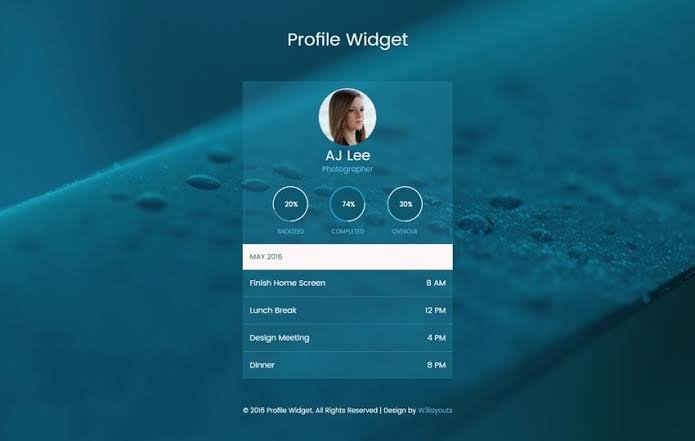 Profile Widget
AJ Lee
Photographer
20% 74% 30%
SNOOZED COMPLETED OVERDUE
MAY 2016
Finish Home Screen 8 AM
Lunch Break 12 PM
Design Meeting 4 PM
Dinner 8 PM
© 2016 Profile Widget. All Rights Reserved | Design by W3layouts